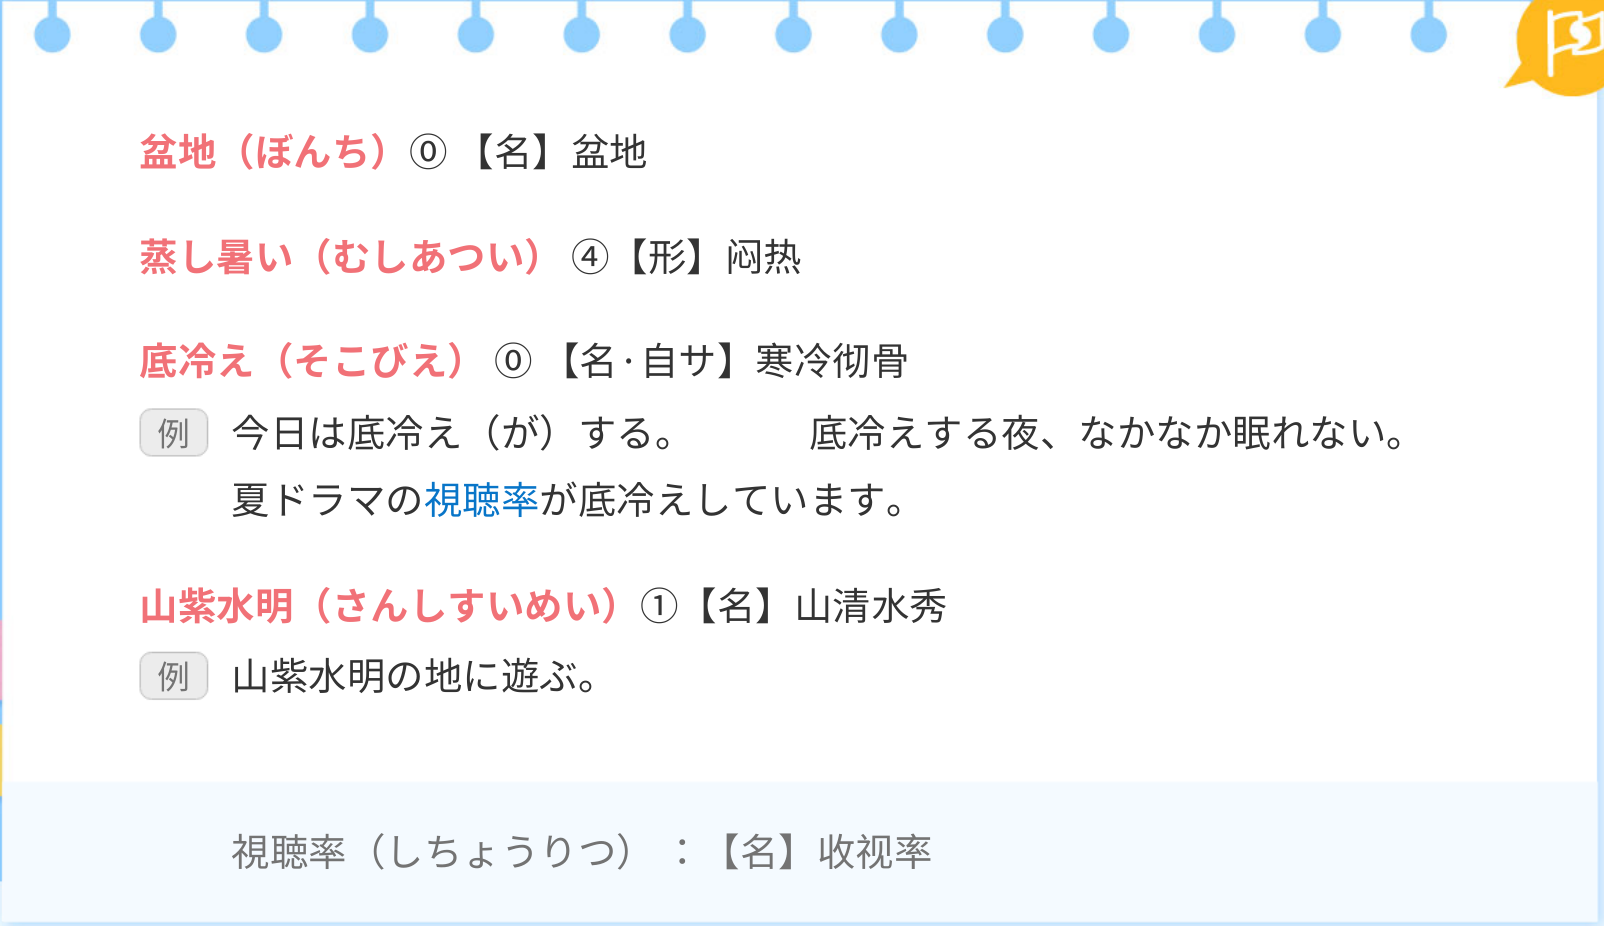 盆地（ぼんち）⓪ 【名】盆地
蒸し暑い（むしあつい） ④【形】闷热
底冷え（そこびえ） ⓪ 【名·自サ】寒冷彻骨
例 今日は底冷え（が）する。 底冷えする夜、なかなか眠れない。
夏ドラマの視聴率が底冷えしています。
山紫水明（さんしすいめい）①【名】山清水秀
例 山紫水明の地に遊ぶ。
視聴率（しちょうりつ） ：【名】收视率